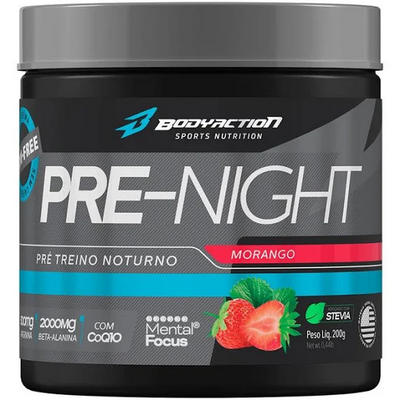 BODYACTION
SPORTS NUTRITION
-FREE
PRE-NIGHT
PRÉ TREINO NOTURNO
MORANGO
2000MG
BETA-ALANINA
COM
CoQ10
Mental®
Focus
STEVIA
Peso Líq. 200g